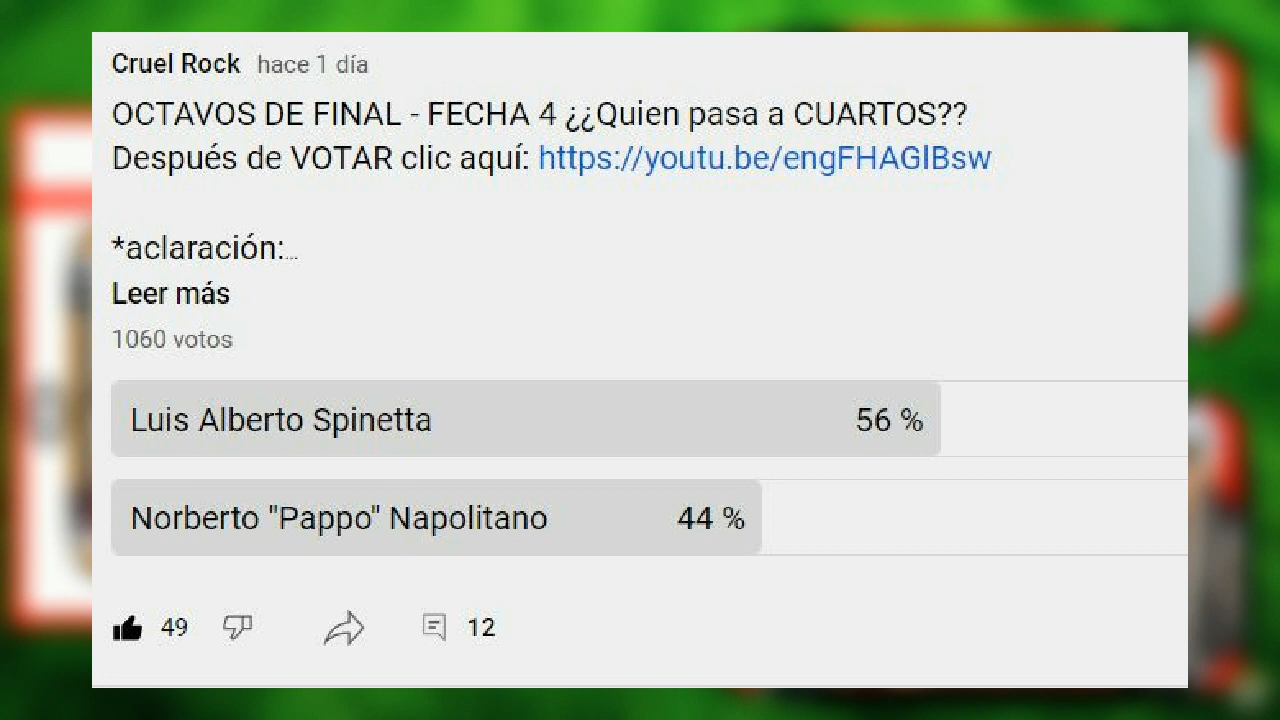 Cruel Rock hace 1 día
OCTAVOS DE FINAL - FECHA 4 ¿¿Quien pasa a CUARTOS??
Después de VOTAR clic aquí: https://youtu.be/engFHAGlBsw
*aclaración:...
Leer más
1060 votos
Luis Alberto Spinetta 56 %
Norberto "Pappo" Napolitano 44 %
49 12